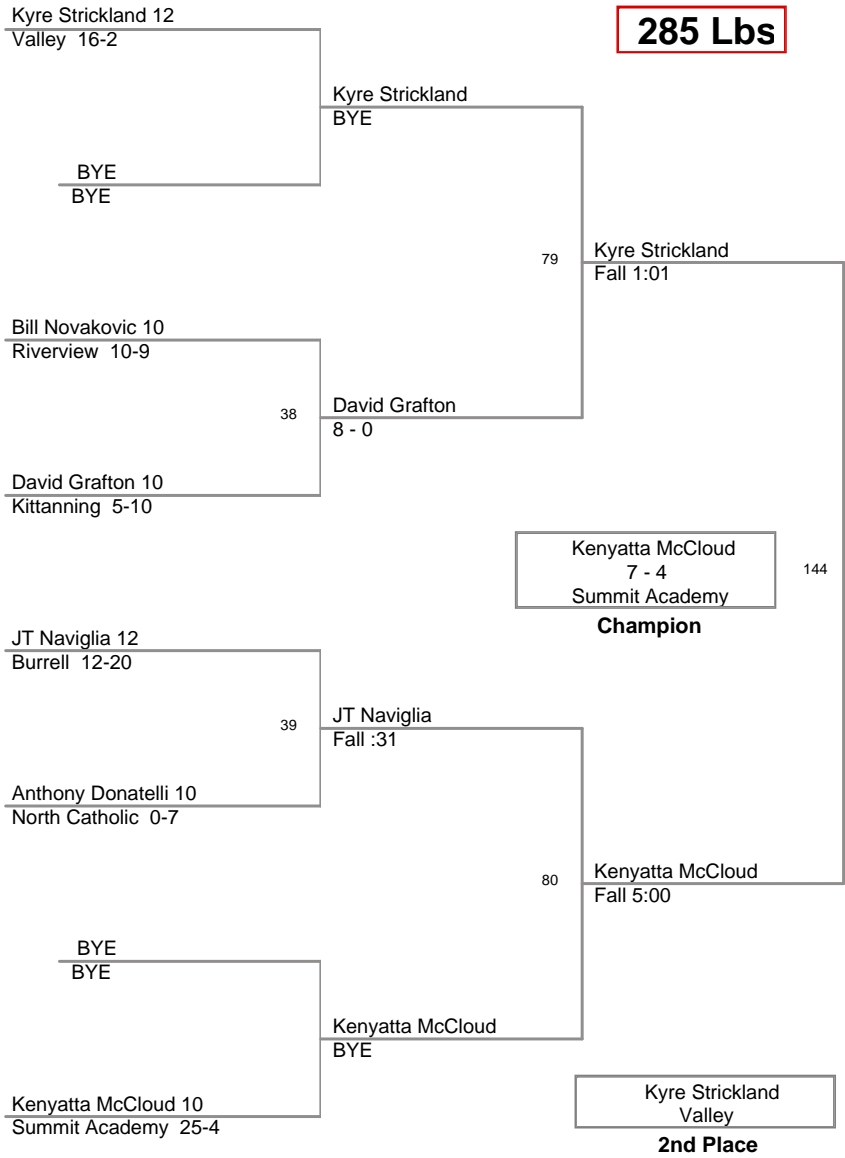 Kyre Strickland 12
Valley 16-2
285 Lbs
Kyre Strickland
BYE
BYE
BYE
79
Kyre Strickland
Fall 1:01
Bill Novakovic 10
Riverview 10-9
38
David Grafton
8 - 0
David Grafton 10
Kittanning 5-10
Kenyatta McCloud
7 - 4
Summit Academy
Champion
144
JT Naviglia 12
Burrell 12-20
39
JT Naviglia
Fall :31
Anthony Donatelli 10
North Catholic 0-7
80
Kenyatta McCloud
Fall 5:00
BYE
BYE
Kenyatta McCloud
BYE
Kenyatta McCloud 10
Summit Academy 25-4
Kyre Strickland
Valley
2nd Place